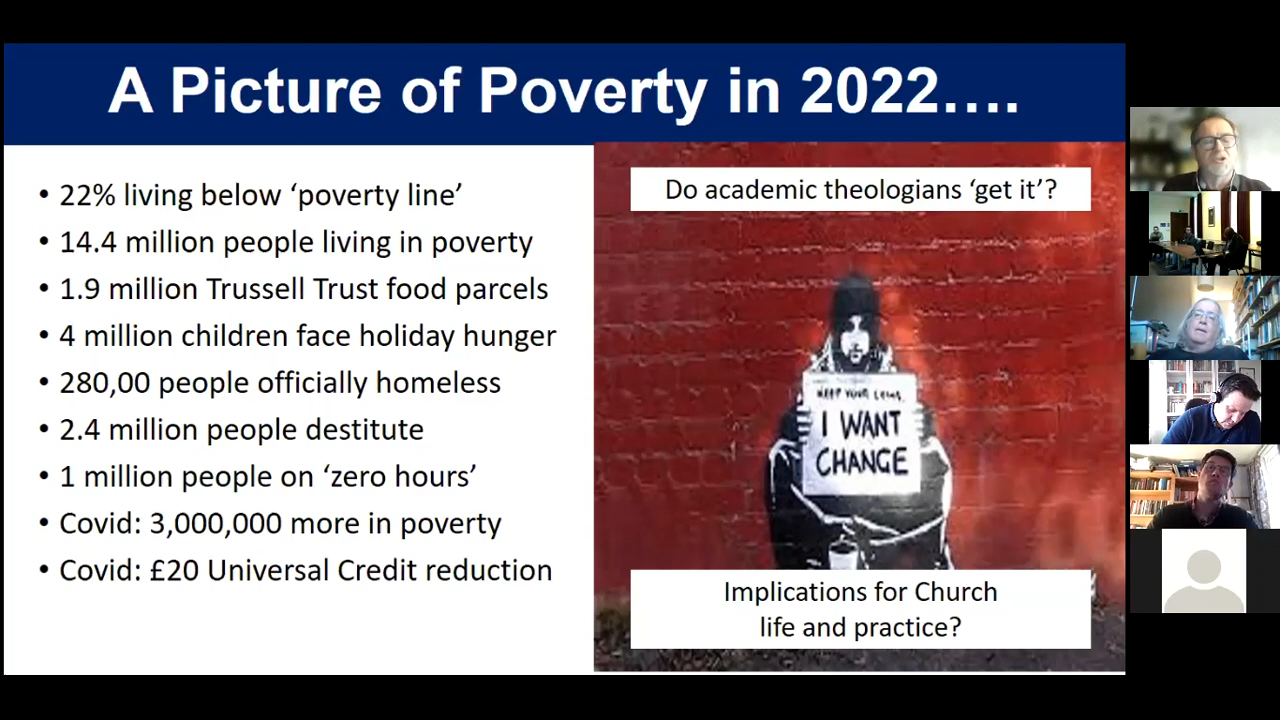 A Picture of Poverty in 2022….
• 22% living below ‘poverty line’
• 14.4 million people living in poverty
• 1.9 million Trussell Trust food parcels
• 4 million children face holiday hunger
• 280,00 people officially homeless
• 2.4 million people destitute
• 1 million people on ‘zero hours’
• Covid: 3,000,000 more in poverty
• Covid: £20 Universal Credit reduction
Do academic theologians ‘get it’?
KEEP YOUR COINS,
I WANT
CHANGE
Implications for Church
life and practice?